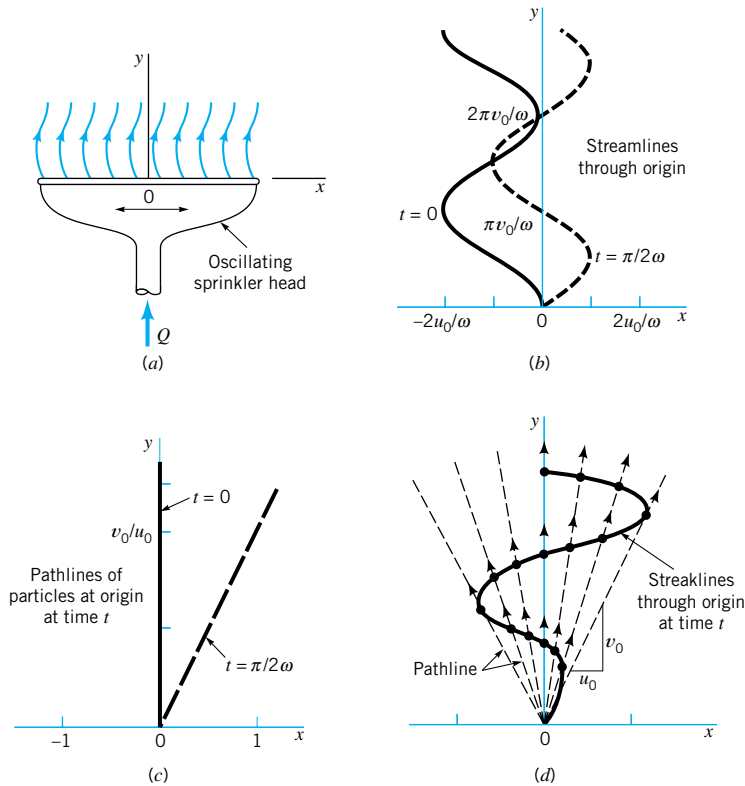 y
x
0
Oscillating
sprinkler head
Q
(a)
y
2πv₀/ω
Streamlines
through origin
t = 0
πv₀/ω
t = π/2ω
−2u₀/ω
0
2u₀/ω
x
(b)
y
t = 0
v₀/u₀
Pathlines of
particles at origin
at time t
t = π/2ω
−1
0
1
x
(c)
y
Streaklines
through origin
at time t
v₀
Pathline
u₀
0
x
(d)